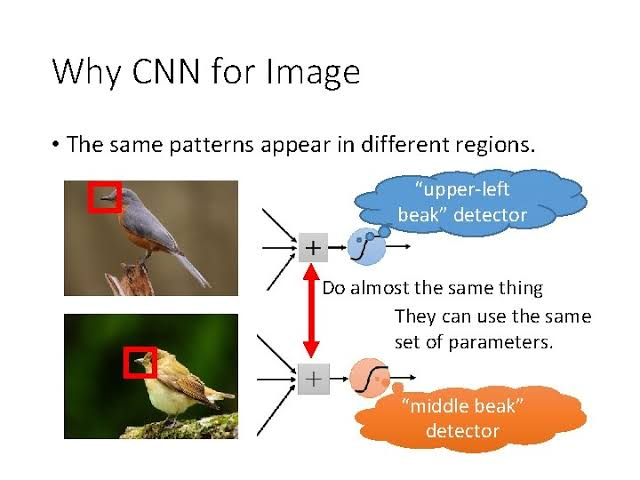 Why CNN for Image
• The same patterns appear in different regions.
“upper-left
beak” detector
+
Do almost the same thing
They can use the same
set of parameters.
+
“middle beak”
detector